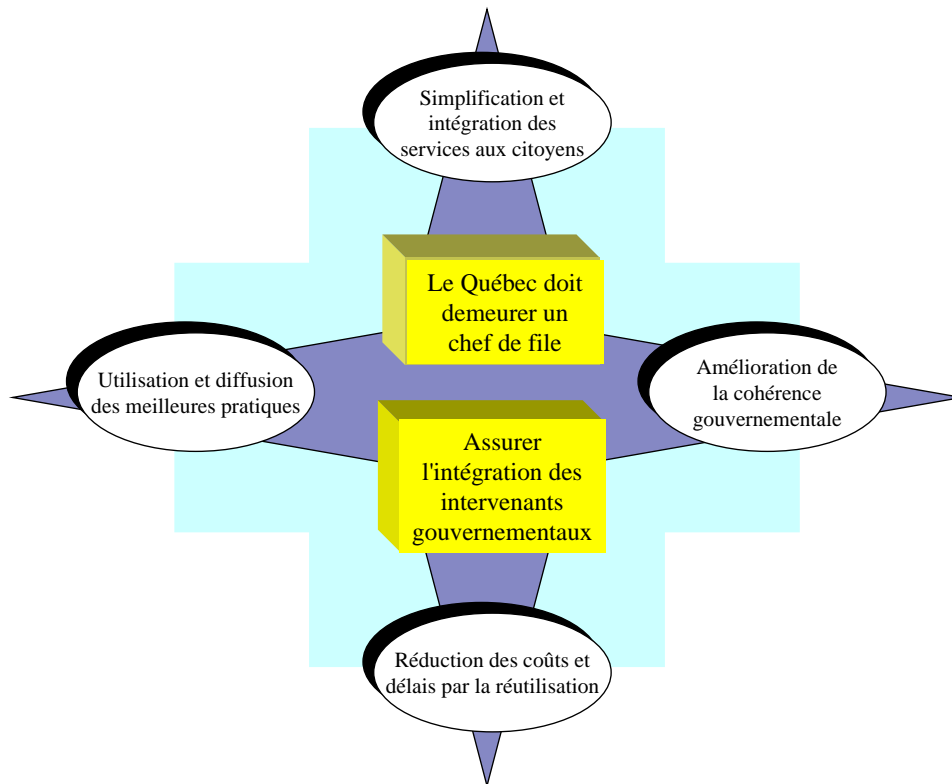 Simplification et
intégration des
services aux citoyens
Le Québec doit
demeurer un
chef de file
Utilisation et diffusion
des meilleures pratiques
Amélioration de
la cohérence
gouvernementale
Assurer
l'intégration des
intervenants
gouvernementaux
Réduction des coûts et
délais par la réutilisation